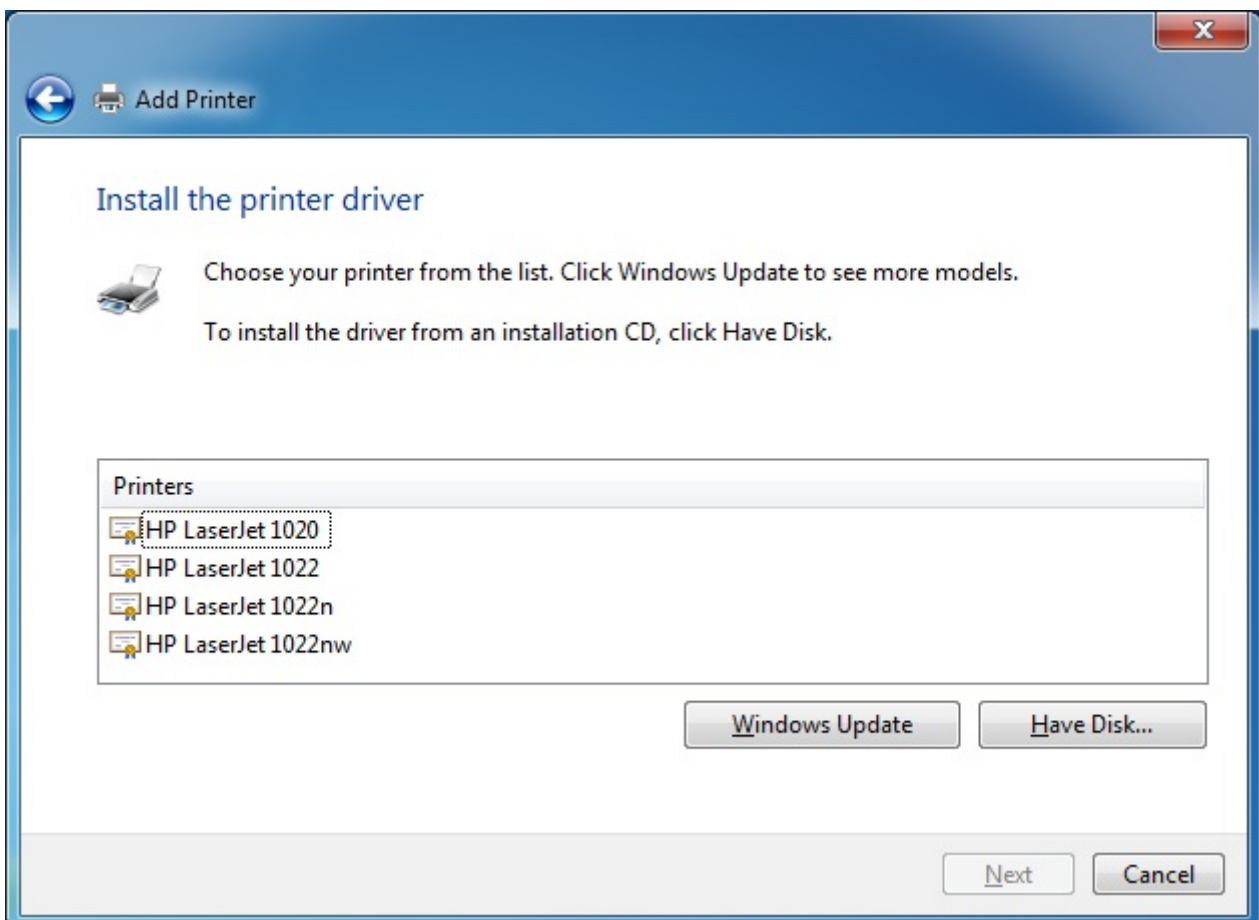 Add Printer
Install the printer driver
Choose your printer from the list. Click Windows Update to see more models.
To install the driver from an installation CD, click Have Disk.
Printers
HP LaserJet 1020
HP LaserJet 1022
HP LaserJet 1022n
HP LaserJet 1022nw
Windows Update
Have Disk...
Next
Cancel